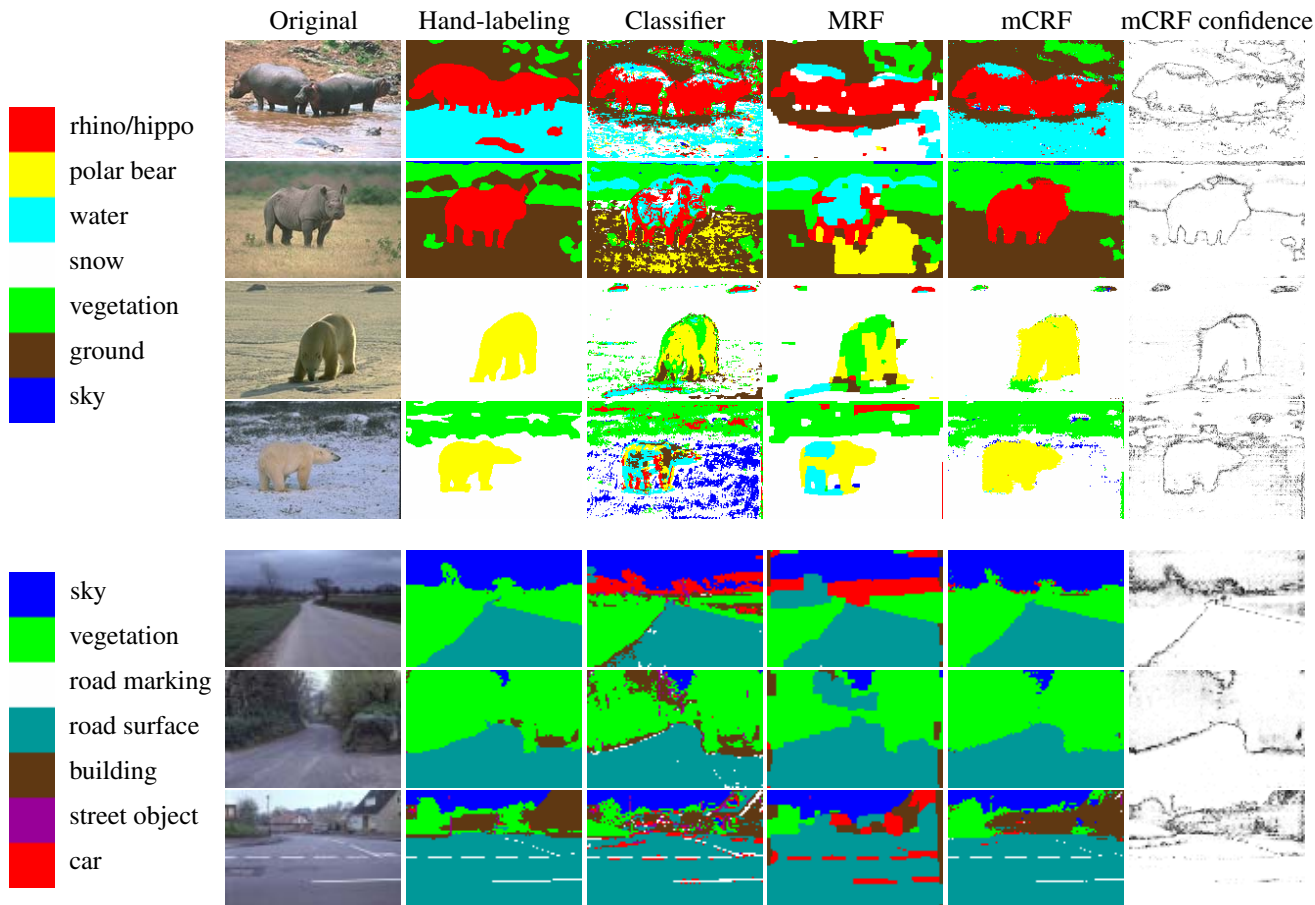 Original Hand-labeling Classifier MRF mCRF mCRF confidence
rhino/hippo
polar bear
water
snow
vegetation
ground
sky
sky
vegetation
road marking
road surface
building
street object
car